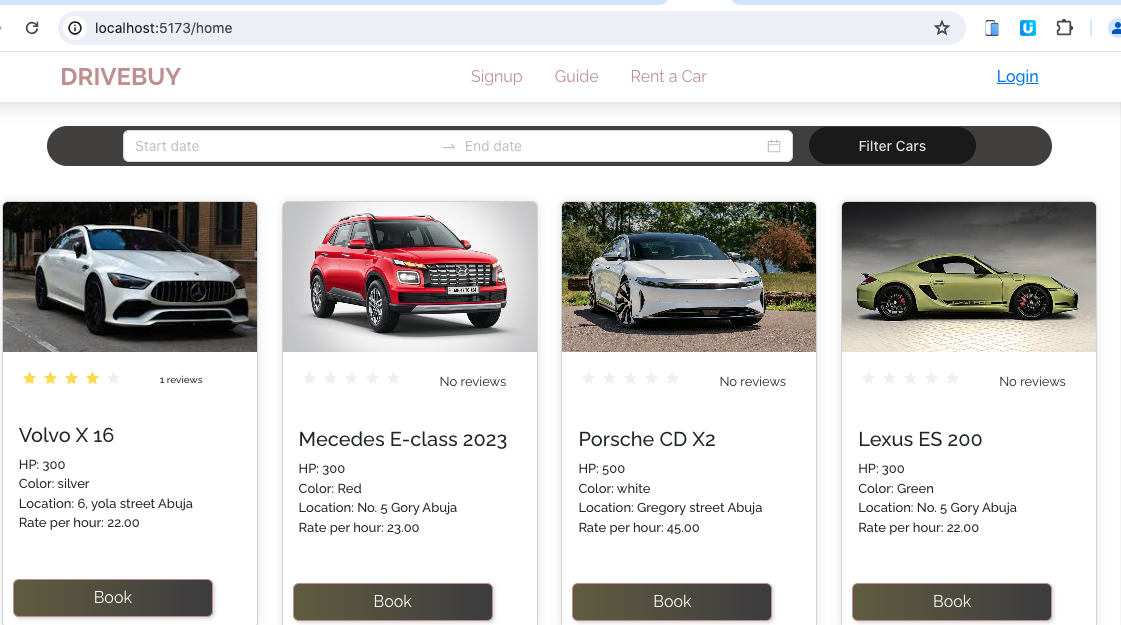 localhost:5173/home
DRIVEBUY
Signup
Guide
Rent a Car
Login
Start date
End date
Filter Cars
1 reviews
Volvo X 16
HP: 300
Color: silver
Location: 6, yola street Abuja
Rate per hour: 22.00
Book
No reviews
Mecedes E-class 2023
HP: 300
Color: Red
Location: No. 5 Gory Abuja
Rate per hour: 23.00
Book
No reviews
Porsche CD X2
HP: 500
Color: white
Location: Gregory street Abuja
Rate per hour: 45.00
Book
No reviews
Lexus ES 200
HP: 300
Color: Green
Location: No. 5 Gory Abuja
Rate per hour: 22.00
Book